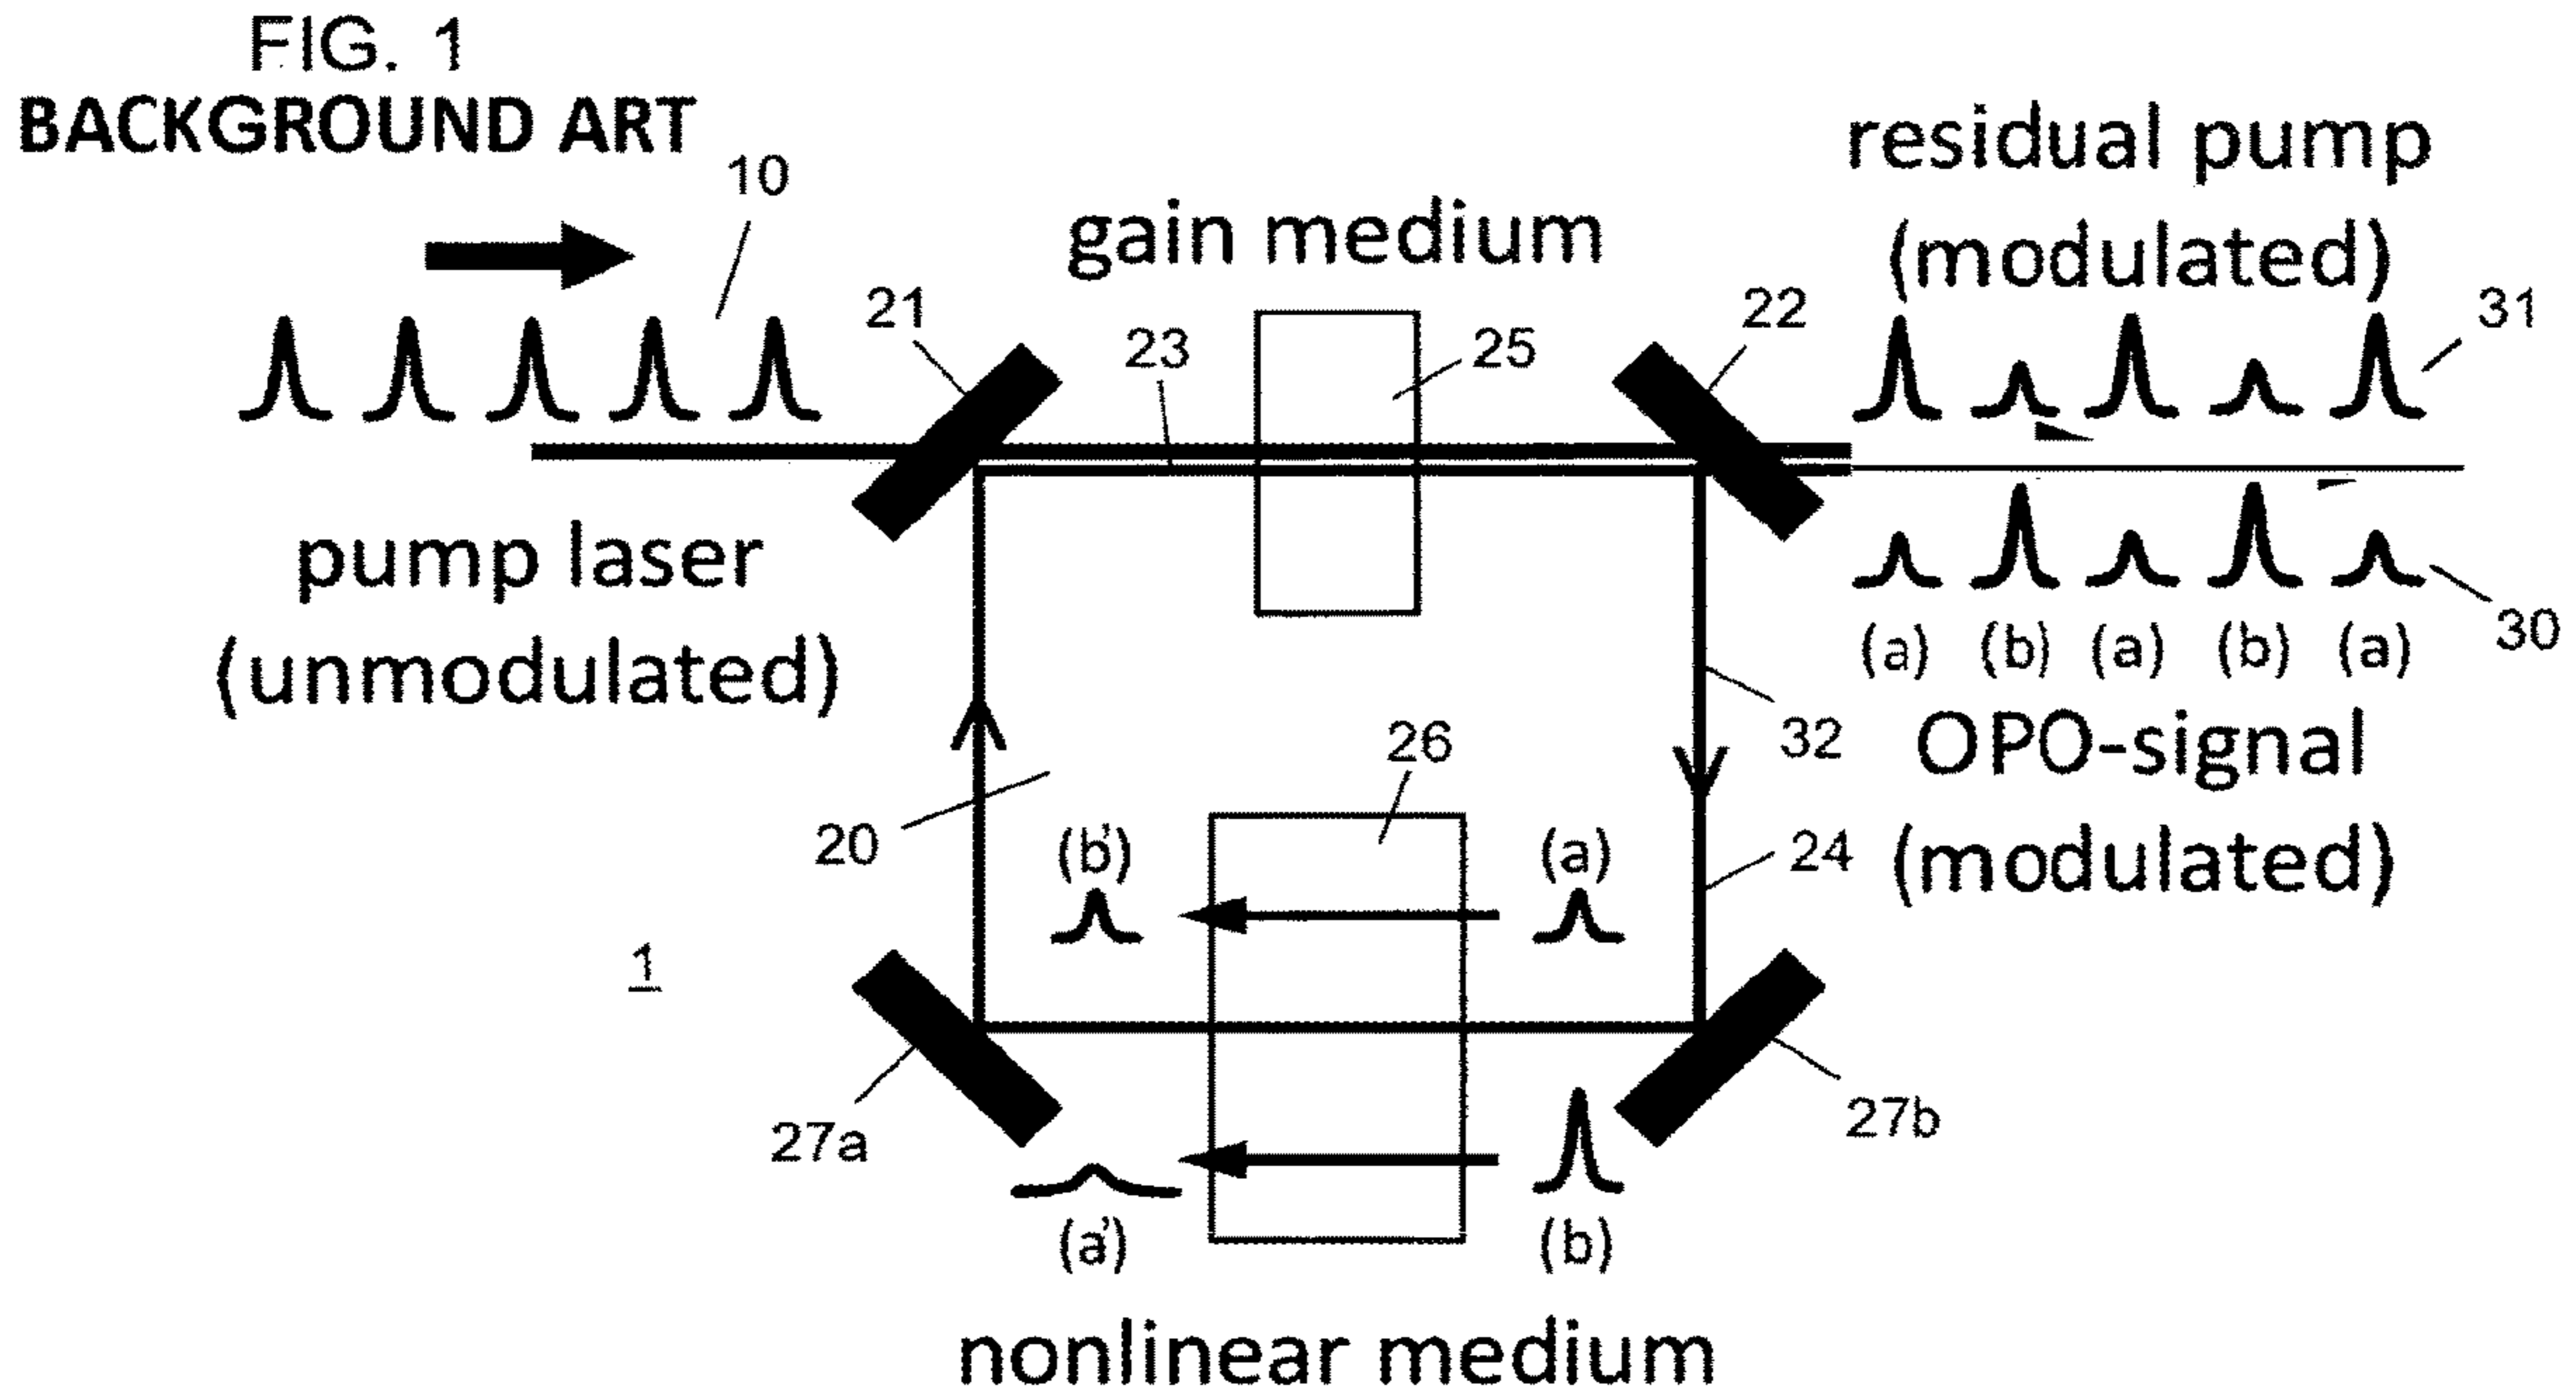 FIG. 1
BACKGROUND ART
10
residual pump
(modulated)
gain medium
21
23
25
22
31
pump laser
(unmodulated)
(a) (b) (a) (b) (a)
30
OPO-signal
(modulated)
32
24
20
26
(b') (a)
1
27a
27b
(a') (b)
nonlinear medium